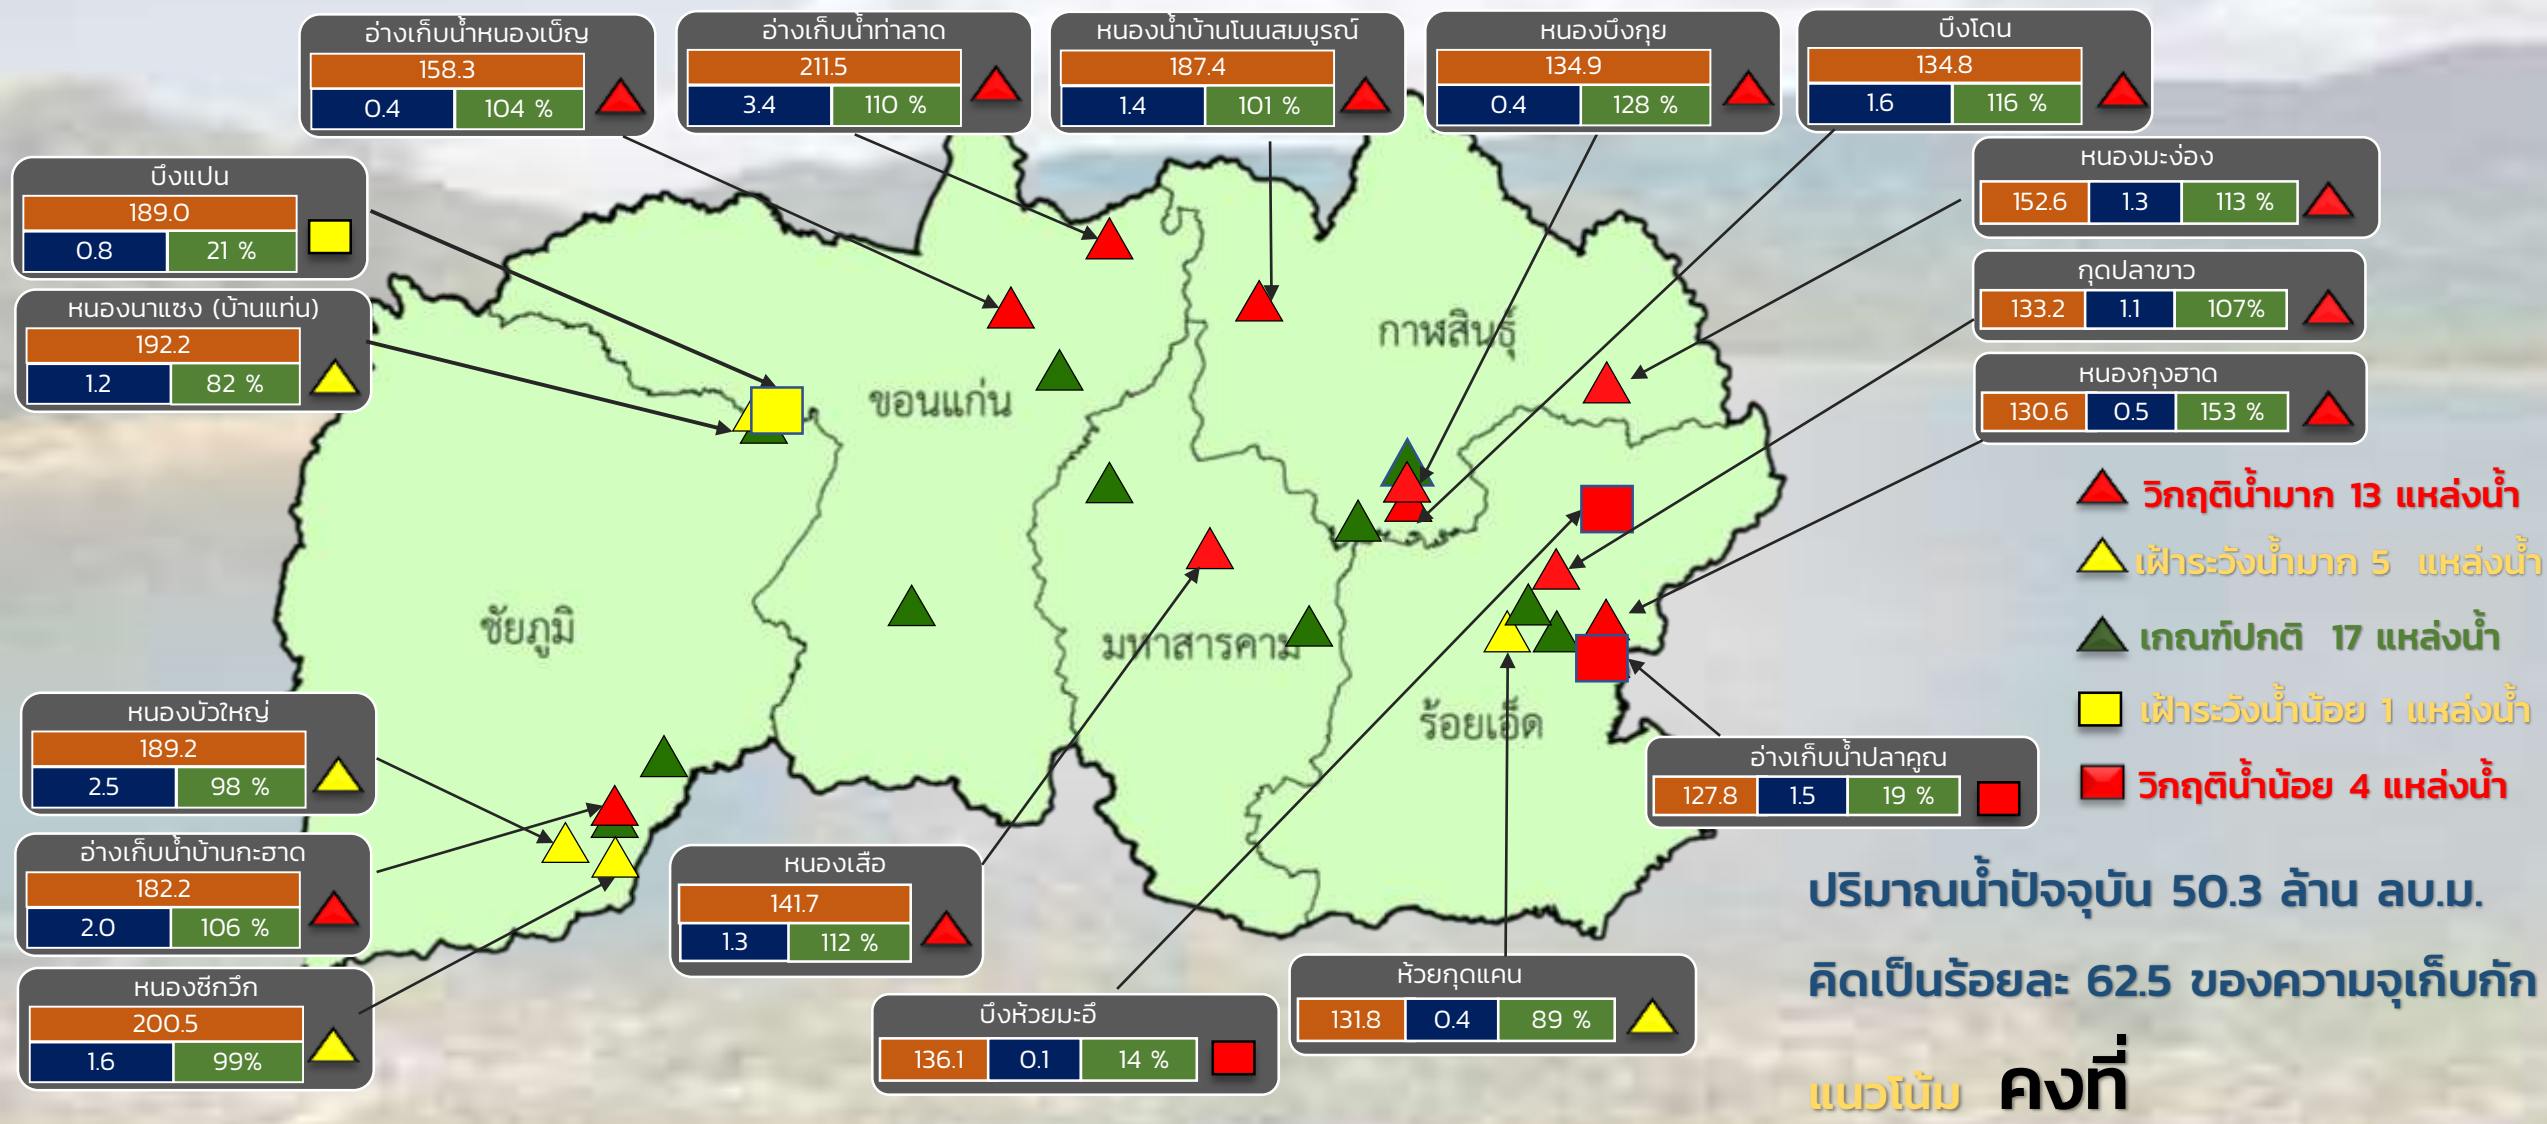 อ่างเก็บน้ำหนองเบ็ญ
158.3
0.4 104 %
อ่างเก็บน้ำท่าลาด
211.5
3.4 110 %
หนองน้ำบ้านโนนสมบูรณ์
187.4
1.4 101 %
หนองบึงกุย
134.9
0.4 128 %
บึงโดน
134.8
1.6 116 %
บึงแปน
189.0
0.8 21 %
หนองนาแซง (บ้านแท่น)
192.2
1.2 82 %
หนองมะง่อง
152.6 1.3 113 %
กุดปลาขาว
133.2 1.1 107%
หนองกุงฮาด
130.6 0.5 153 %
กาฬสินธุ์
ขอนแก่น
ชัยภูมิ
มหาสารคาม
ร้อยเอ็ด
วิกฤติน้ำมาก 13 แหล่งน้ำ
เฝ้าระวังน้ำมาก 5 แหล่งน้ำ
เกณฑ์ปกติ 17 แหล่งน้ำ
เฝ้าระวังน้ำน้อย 1 แหล่งน้ำ
วิกฤติน้ำน้อย 4 แหล่งน้ำ
หนองบัวใหญ่
189.2
2.5 98 %
อ่างเก็บน้ำบ้านกะฮาด
182.2
2.0 106 %
หนองซีกวึก
200.5
1.6 99%
หนองเสือ
141.7
1.3 112 %
บึงห้วยมะอึ
136.1 0.1 14 %
ห้วยกุดแคน
131.8 0.4 89 %
อ่างเก็บน้ำปลาคูณ
127.8 1.5 19 %
ปริมาณน้ำปัจจุบัน 50.3 ล้าน ลบ.ม.
คิดเป็นร้อยละ 62.5 ของความจุเก็บกัก
แนวโน้ม คงที่